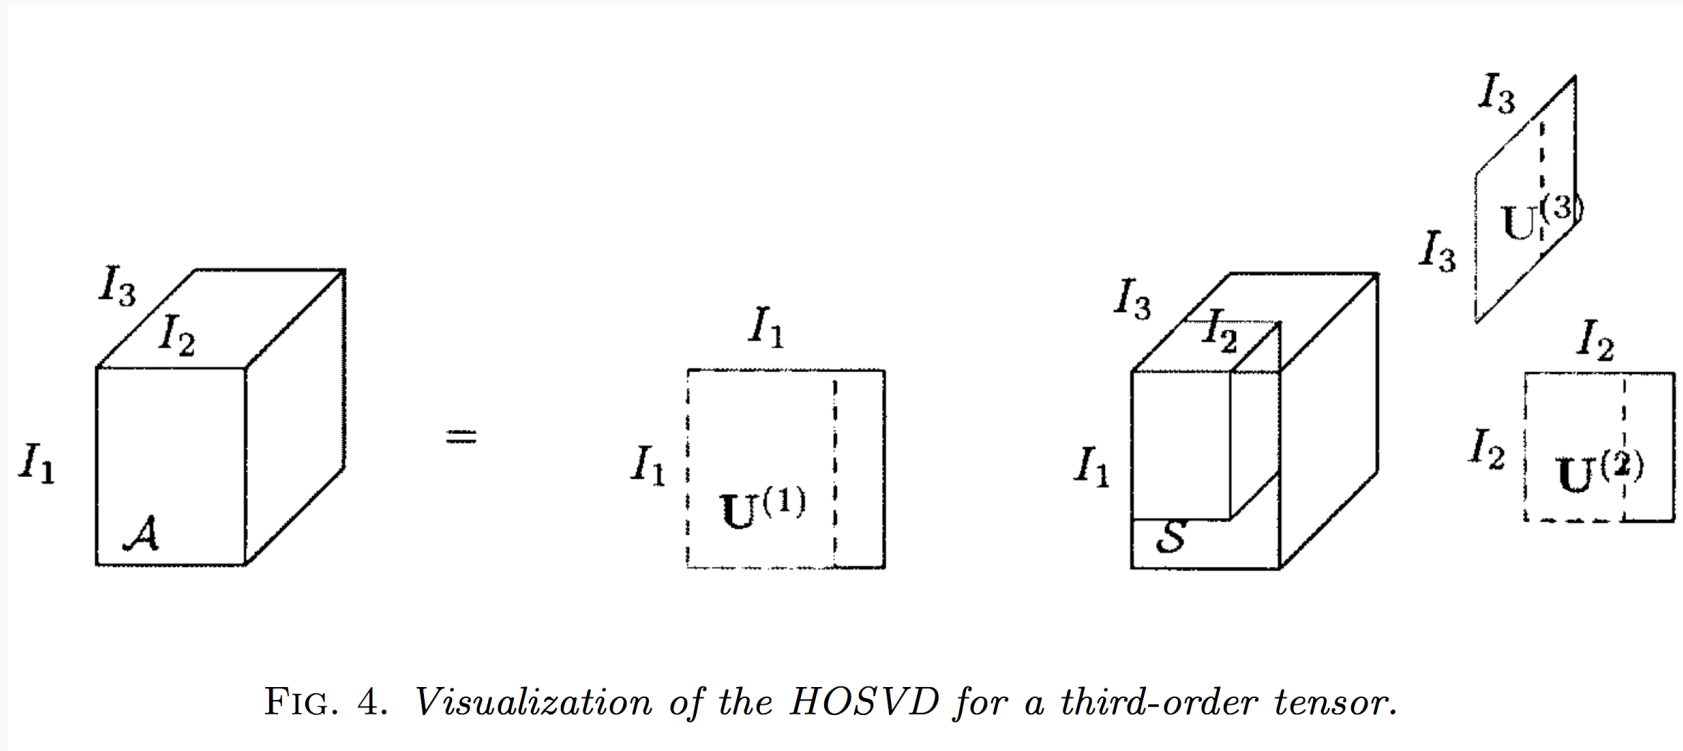 I₃
I₂
I₁
𝒜
=
I₁
I₁
U⁽¹⁾
I₃
I₂
I₁
𝒮
I₃
I₃
U⁽³⁾
I₂
I₂
U⁽²⁾
FIG. 4. Visualization of the HOSVD for a third-order tensor.